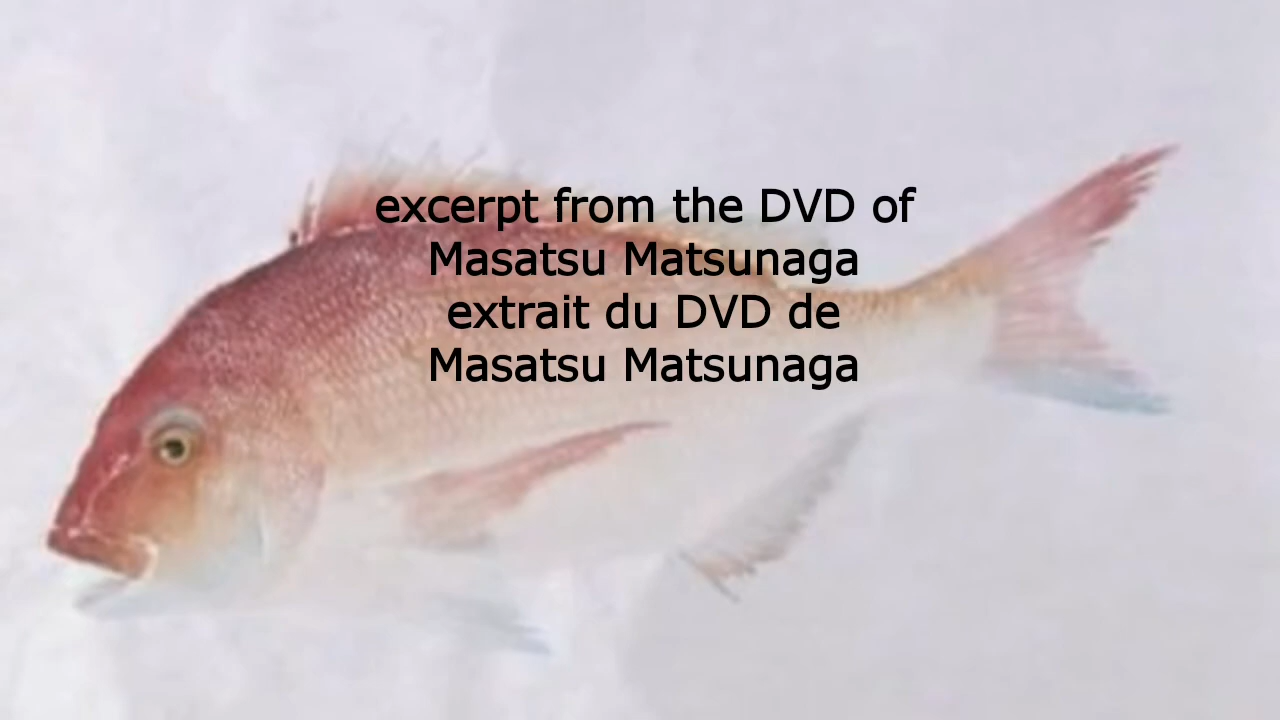 excerpt from the DVD of
Masatsu Matsunaga
extrait du DVD de
Masatsu Matsunaga